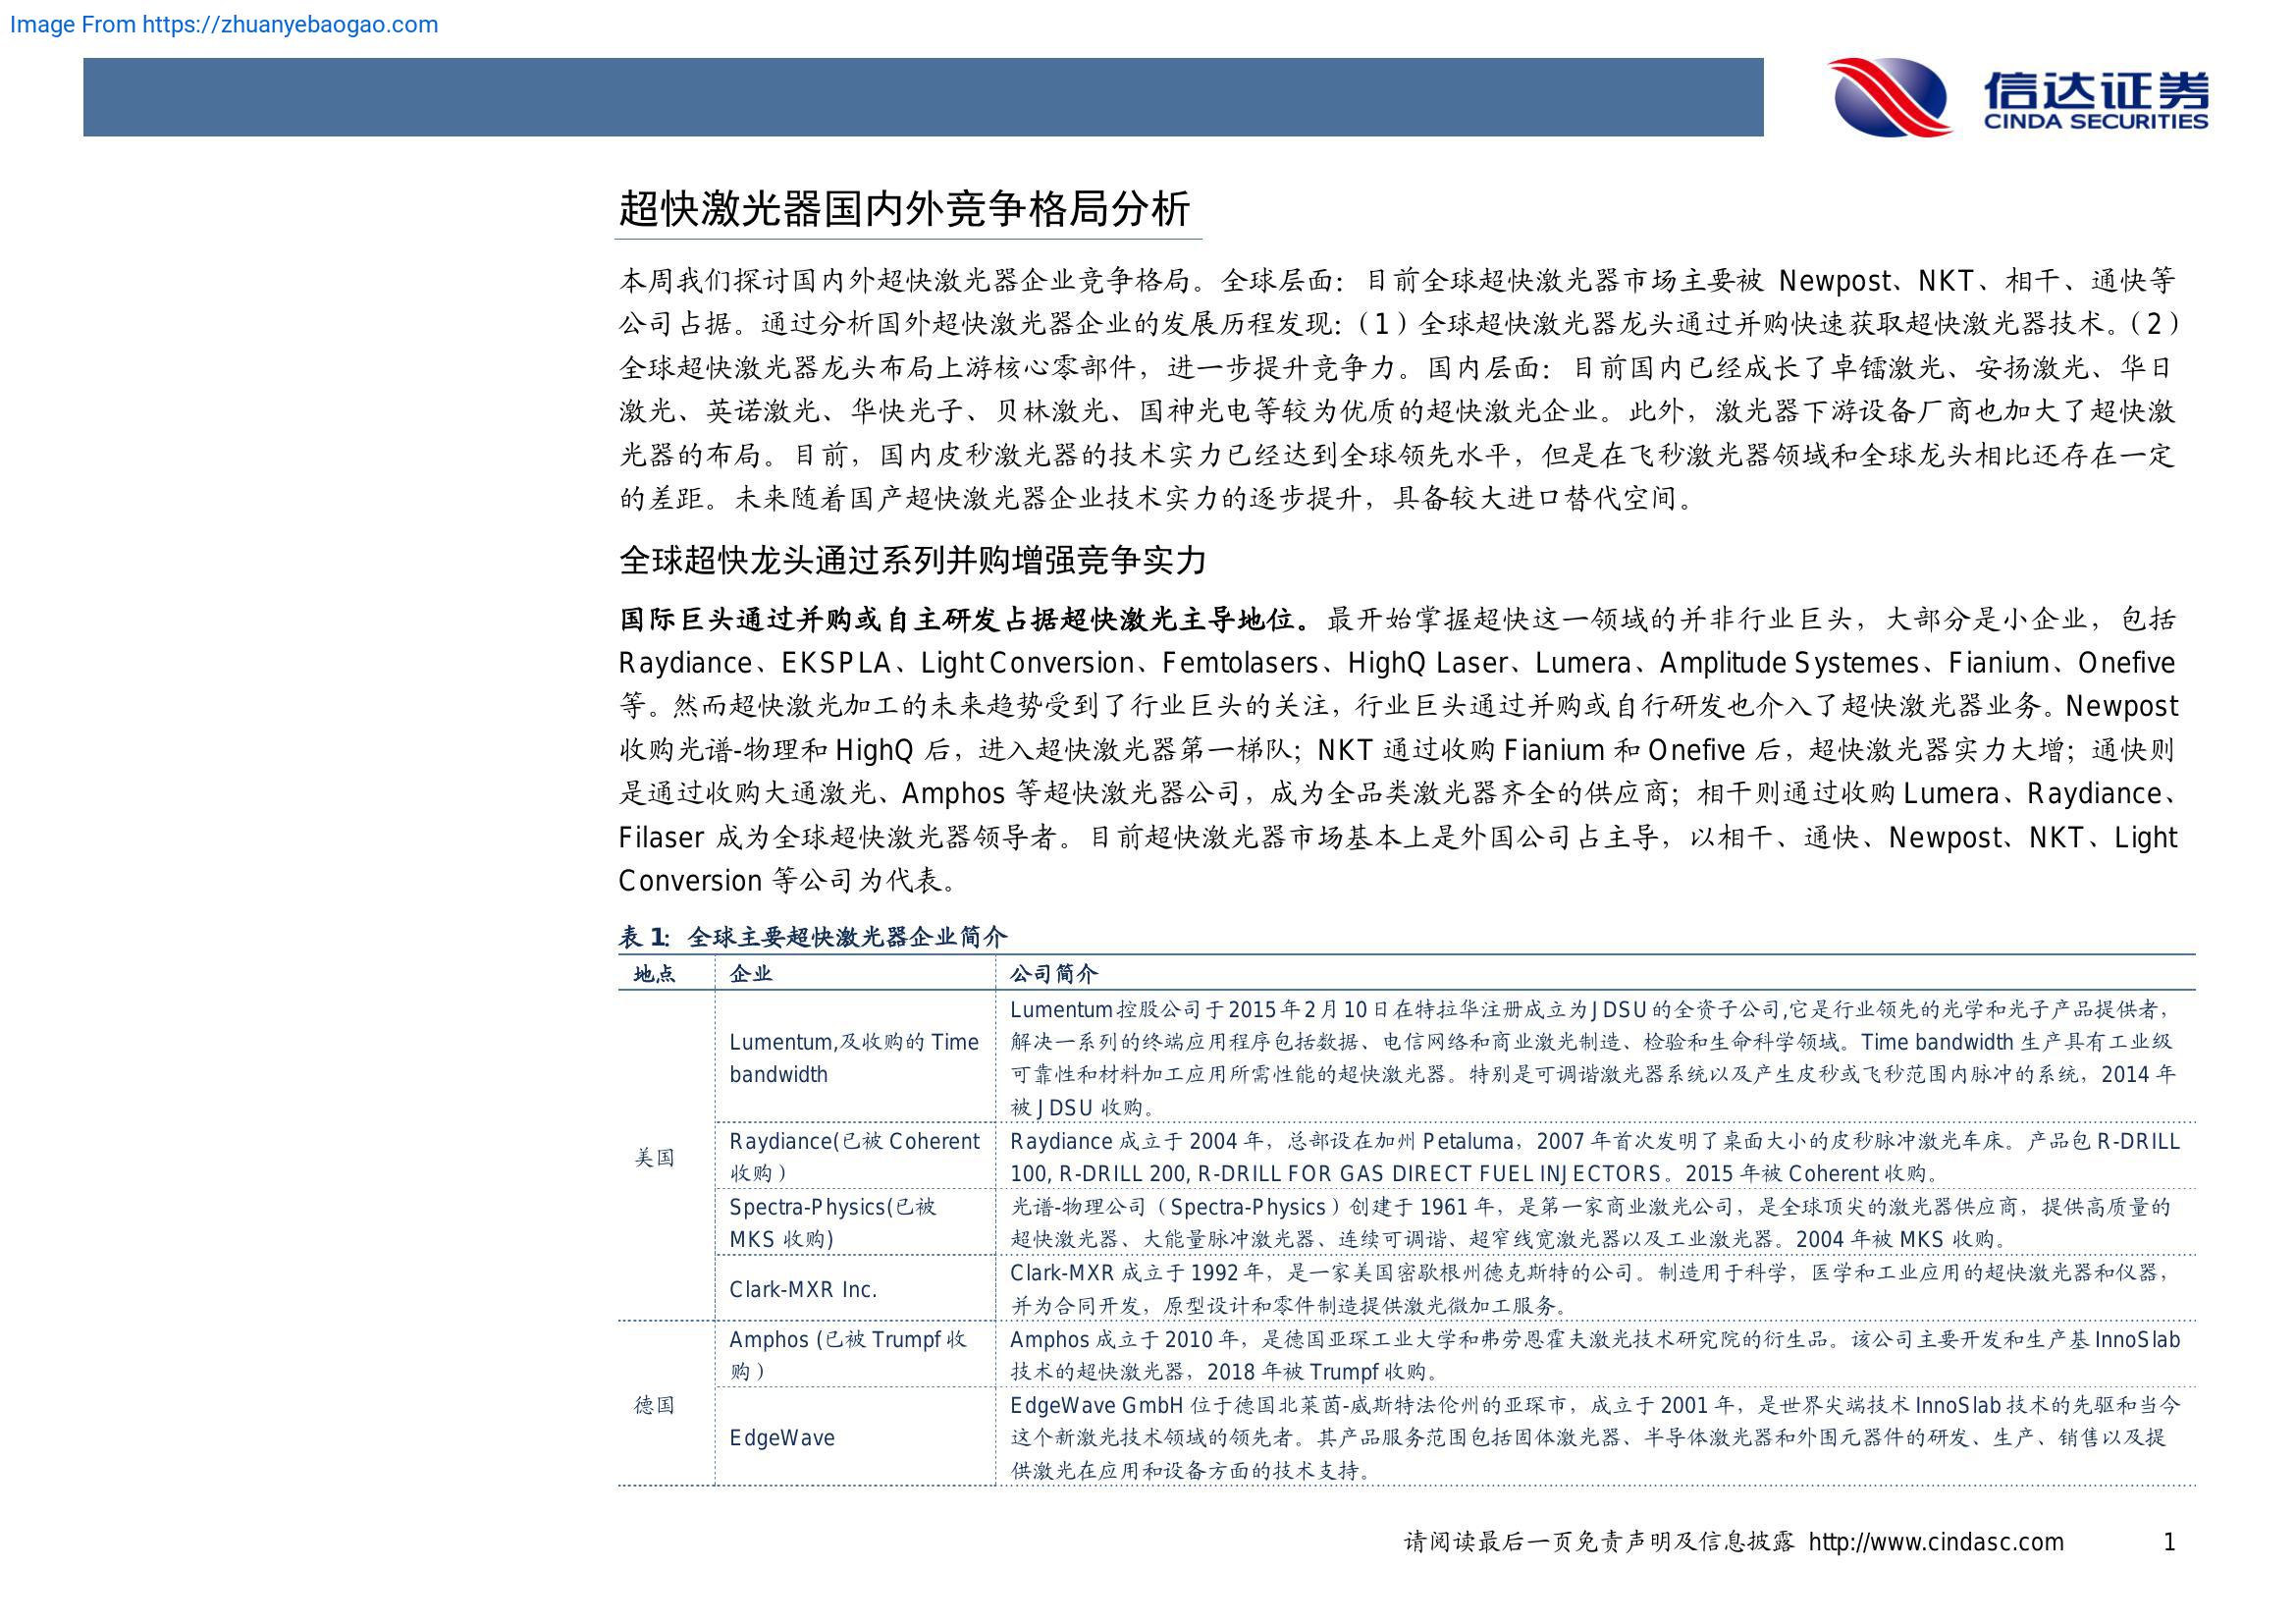 Image From https://zhuanyebaogao.com
信达证券
CINDA SECURITIES
超快激光器国内外竞争格局分析
本周我们探讨国内外超快激光器企业竞争格局。全球层面：目前全球超快激光器市场主要被 Newpost、NKT、相干、通快等
公司占据。通过分析国外超快激光器企业的发展历程发现：（1）全球超快激光器龙头通过并购快速获取超快激光器技术。（2）
全球超快激光器龙头布局上游核心零部件，进一步提升竞争力。国内层面：目前国内已经成长了卓镭激光、安扬激光、华日
激光、英诺激光、华快光子、贝林激光、国神光电等较为优质的超快激光企业。此外，激光器下游设备厂商也加大了超快激
光器的布局。目前，国内皮秒激光器的技术实力已经达到全球领先水平，但是在飞秒激光器领域和全球龙头相比还存在一定
的差距。未来随着国产超快激光器企业技术实力的逐步提升，具备较大进口替代空间。
全球超快龙头通过系列并购增强竞争实力
国际巨头通过并购或自主研发占据超快激光主导地位。最开始掌握超快这一领域的并非行业巨头，大部分是小企业，包括
Raydiance、EKSPLA、Light Conversion、Femtolasers、HighQ Laser、Lumera、Amplitude Systemes、Fianium、Onefive
等。然而超快激光加工的未来趋势受到了行业巨头的关注，行业巨头通过并购或自行研发也介入了超快激光器业务。Newpost
收购光谱-物理和 HighQ 后，进入超快激光器第一梯队；NKT 通过收购 Fianium 和 Onefive 后，超快激光器实力大增；通快则
是通过收购大通激光、Amphos 等超快激光器公司，成为全品类激光器齐全的供应商；相干则通过收购 Lumera、Raydiance、
Filaser 成为全球超快激光器领导者。目前超快激光器市场基本上是外国公司占主导，以相干、通快、Newpost、NKT、Light
Conversion 等公司为代表。
表 1: 全球主要超快激光器企业简介
地点 企业 公司简介
美国
Lumentum,及收购的 Time
bandwidth
Lumentum控股公司于2015年2月10日在特拉华注册成立为JDSU的全资子公司,它是行业领先的光学和光子产品提供者，
解决一系列的终端应用程序包括数据、电信网络和商业激光制造、检验和生命科学领域。Time bandwidth 生产具有工业级
可靠性和材料加工应用所需性能的超快激光器。特别是可调谐激光器系统以及产生皮秒或飞秒范围内脉冲的系统，2014 年
被 JDSU 收购。
Raydiance(已被 Coherent
收购）
Raydiance 成立于 2004 年，总部设在加州 Petaluma，2007 年首次发明了桌面大小的皮秒脉冲激光车床。产品包 R-DRILL
100, R-DRILL 200, R-DRILL FOR GAS DIRECT FUEL INJECTORS。2015 年被 Coherent 收购。
Spectra-Physics(已被
MKS 收购)
光谱-物理公司（Spectra-Physics）创建于 1961 年，是第一家商业激光公司，是全球顶尖的激光器供应商，提供高质量的
超快激光器、大能量脉冲激光器、连续可调谐、超窄线宽激光器以及工业激光器。2004 年被 MKS 收购。
Clark-MXR Inc.
Clark-MXR 成立于 1992 年，是一家美国密歇根州德克斯特的公司。制造用于科学，医学和工业应用的超快激光器和仪器，
并为合同开发，原型设计和零件制造提供激光微加工服务。
德国
Amphos (已被 Trumpf 收
购）
Amphos 成立于 2010 年，是德国亚琛工业大学和弗劳恩霍夫激光技术研究院的衍生品。该公司主要开发和生产基 InnoSlab
技术的超快激光器，2018 年被 Trumpf 收购。
EdgeWave
EdgeWave GmbH 位于德国北莱茵-威斯特法伦州的亚琛市，成立于 2001 年，是世界尖端技术 InnoSlab 技术的先驱和当今
这个新激光技术领域的领先者。其产品服务范围包括固体激光器、半导体激光器和外围元器件的研发、生产、销售以及提
供激光在应用和设备方面的技术支持。
请阅读最后一页免责声明及信息披露 http://www.cindasc.com 1